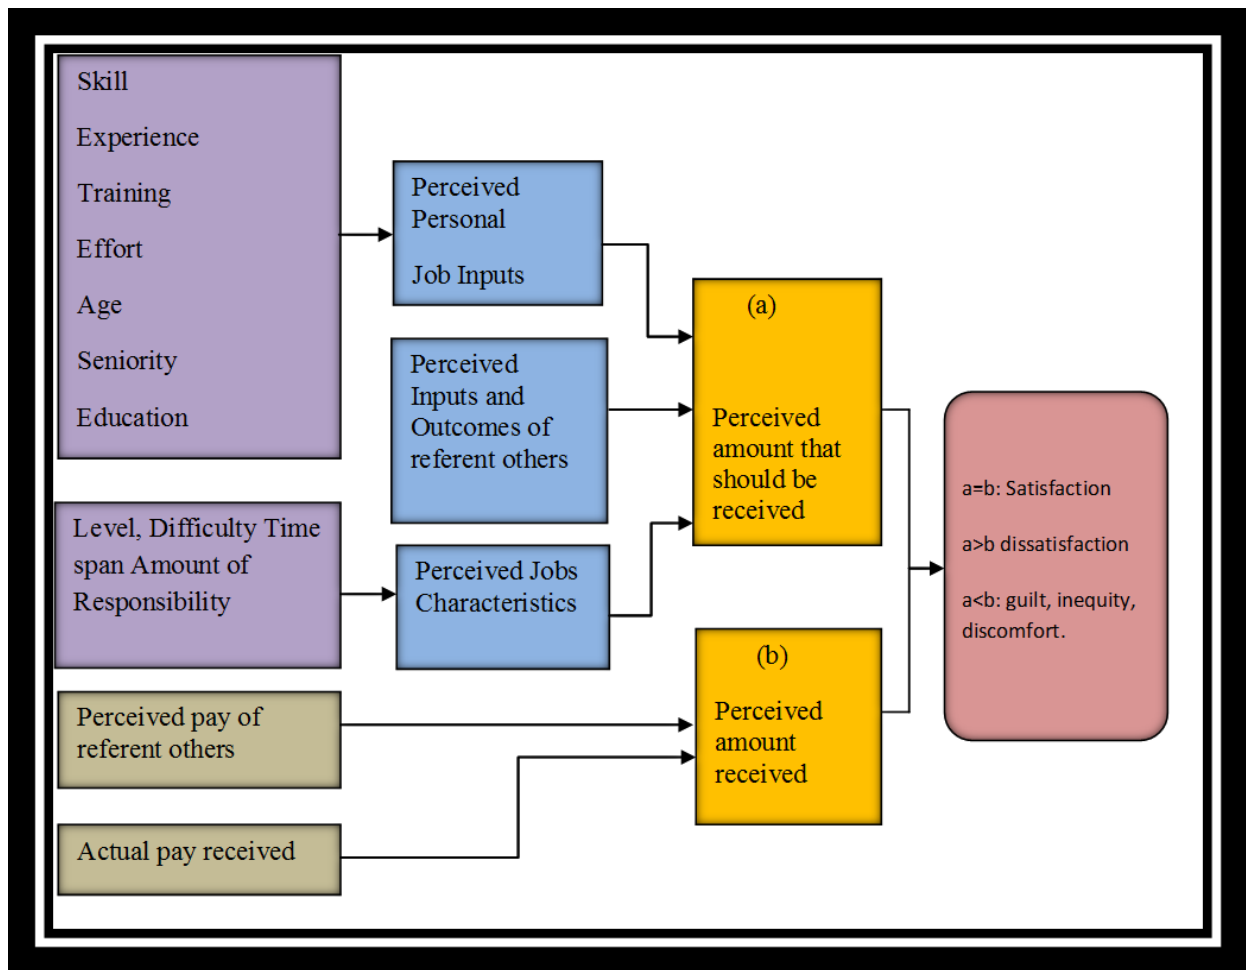 Skill
Experience
Training
Effort
Age
Seniority
Education
Perceived
Personal
Job Inputs
Perceived
Inputs and
Outcomes of
referent others
Level, Difficulty Time
span Amount of
Responsibility
Perceived Jobs
Characteristics
Perceived pay of
referent others
Actual pay received
(a)
Perceived
amount that
should be
received
(b)
Perceived
amount
received
a=b: Satisfaction
a>b dissatisfaction
a<b: guilt, inequity,
discomfort.